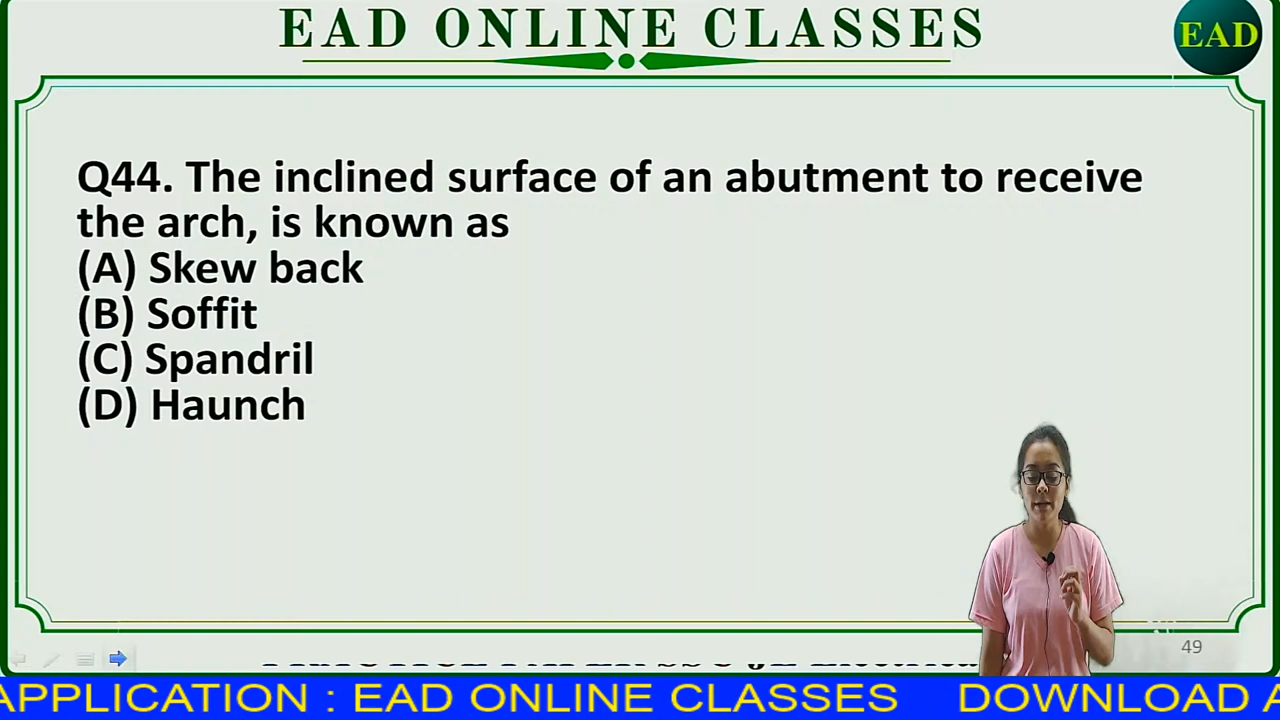 EAD ONLINE CLASSES
EAD
Q44. The inclined surface of an abutment to receive
the arch, is known as
(A) Skew back
(B) Soffit
(C) Spandril
(D) Haunch
49
APPLICATION : EAD ONLINE CLASSES DOWNLOAD A